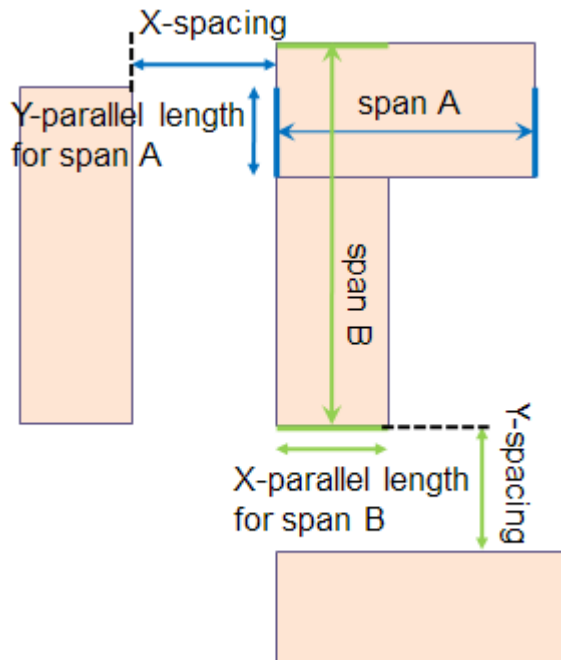 X-spacing
Y-parallel length
for span A
span A
span B
X-parallel length
for span B
Y-spacing